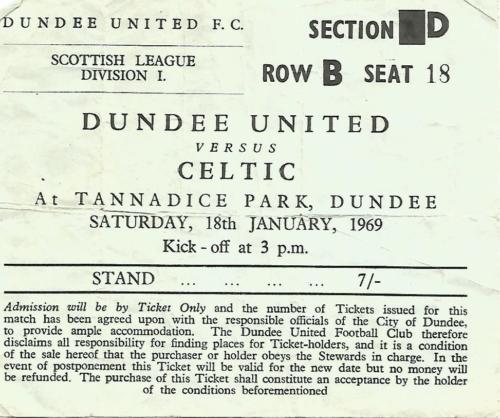 DUNDEE UNITED F. C.
SCOTTISH LEAGUE
DIVISION I.
SECTION D
ROW B SEAT 18
DUNDEE UNITED
VERSUS
CELTIC
At TANNADICE PARK, DUNDEE
SATURDAY, 18th JANUARY, 1969
Kick - off at 3 p.m.
STAND ... ... ... ... 7/-
Admission will be by Ticket Only and the number of Tickets issued for this
match has been agreed upon with the responsible officials of the City of Dundee,
to provide ample accommodation. The Dundee United Football Club therefore
disclaims all responsibility for finding places for Ticket-holders, and it is a condition
of the sale hereof that the purchaser or holder obeys the Stewards in charge. In the
event of postponement this Ticket will be valid for the new date but no money will
be refunded. The purchase of this Ticket shall constitute an acceptance by the holder
of the conditions beforementioned